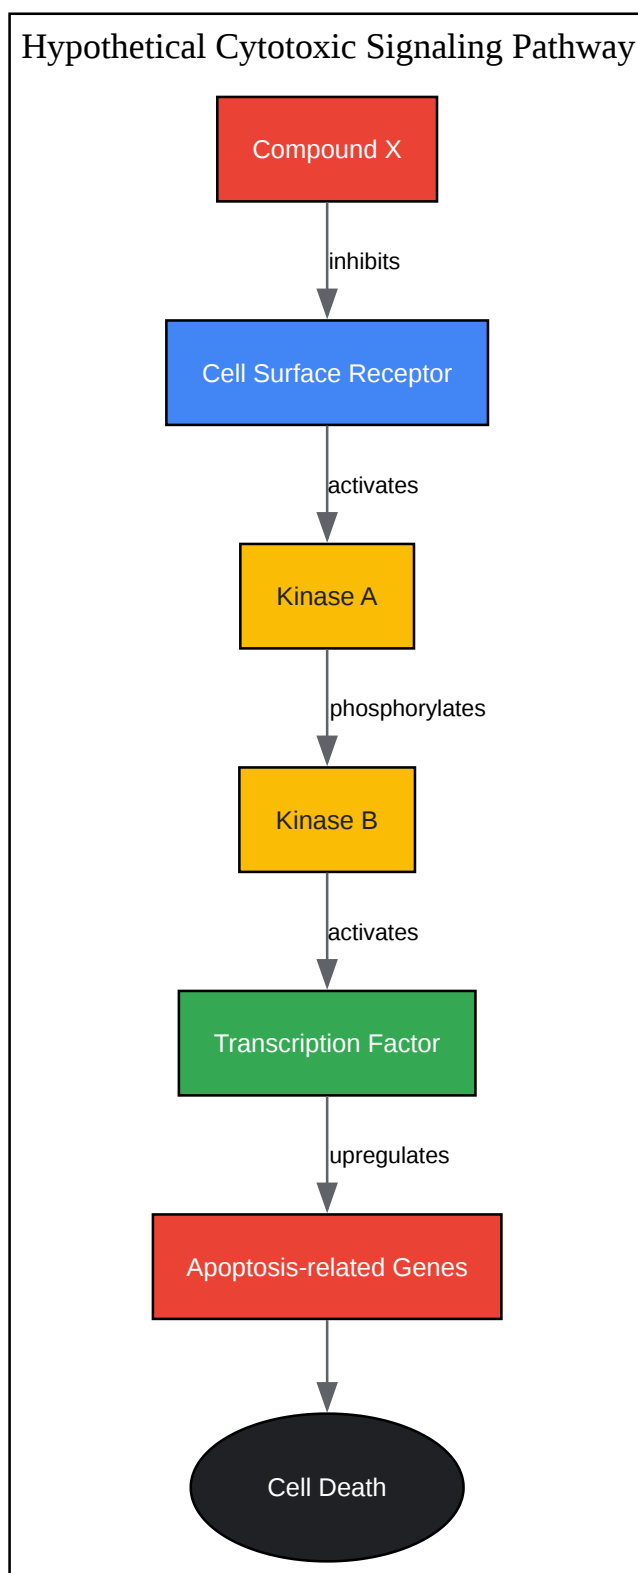 Hypothetical Cytotoxic Signaling Pathway
Compound X
inhibits
Cell Surface Receptor
activates
Kinase A
phosphorylates
Kinase B
activates
Transcription Factor
upregulates
Apoptosis-related Genes
Cell Death